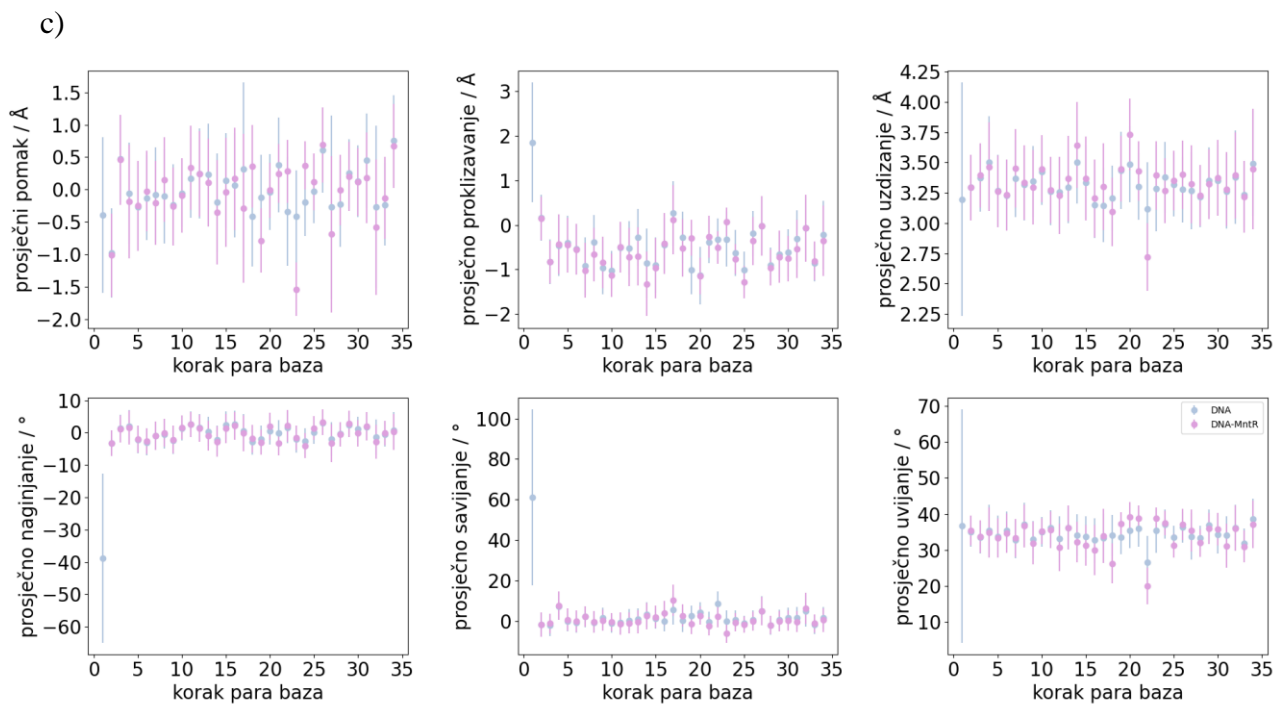 c)
prosječni pomak / Å
1.5
1.0
0.5
0.0
−0.5
−1.0
−1.5
−2.0
0 5 10 15 20 25 30 35
korak para baza
prosječno proklizavanje / Å
3
2
1
0
−1
−2
0 5 10 15 20 25 30 35
korak para baza
prosječno uzdizanje / Å
4.25
4.00
3.75
3.50
3.25
3.00
2.75
2.50
2.25
0 5 10 15 20 25 30 35
korak para baza
prosječno naginjanje / °
10
0
−10
−20
−30
−40
−50
−60
0 5 10 15 20 25 30 35
korak para baza
prosječno savijanje / °
100
80
60
40
20
0
0 5 10 15 20 25 30 35
korak para baza
prosječno uvijanje / °
70
60
50
40
30
20
10
DNA
DNA-MntR
0 5 10 15 20 25 30 35
korak para baza